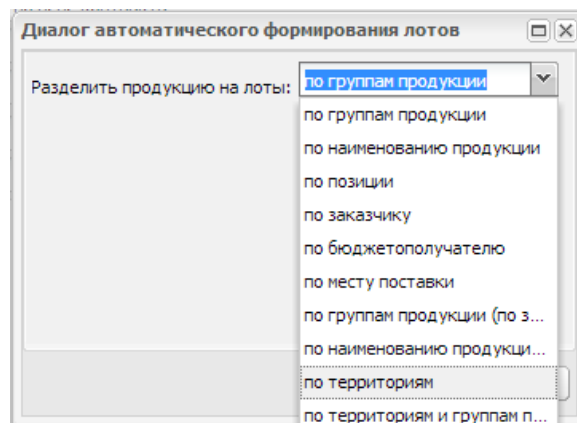 Диалог автоматического формирования лотов
Разделить продукцию на лоты: по группам продукции
по группам продукции
по наименованию продукции
по позиции
по заказчику
по бюджетополучателю
по месту поставки
по группам продукции (по з...
по наименованию продукци...
по территориям
по территориям и группам п...